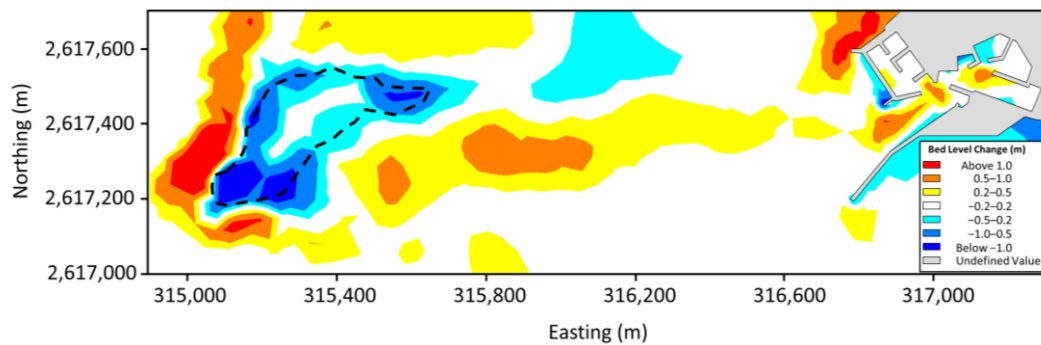 Northing (m)
2,617,600
2,617,400
2,617,200
2,617,000
315,000
315,400
315,800
316,200
316,600
317,000
Easting (m)
Bed Level Change (m)
Above 1.0
0.5–1.0
0.2–0.5
−0.2–0.2
−0.5–0.2
−1.0–0.5
Below −1.0
Undefined Value